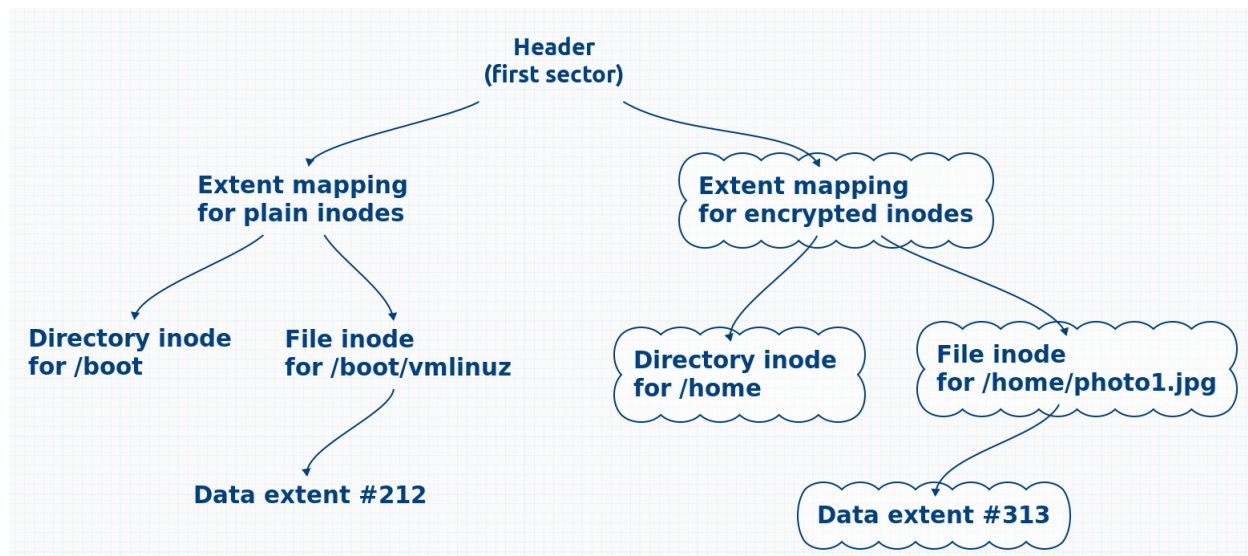 Header
(first sector)
Extent mapping
for plain inodes
Extent mapping
for encrypted inodes
Directory inode
for /boot
File inode
for /boot/vmlinuz
Directory inode
for /home
File inode
for /home/photo1.jpg
Data extent #212
Data extent #313